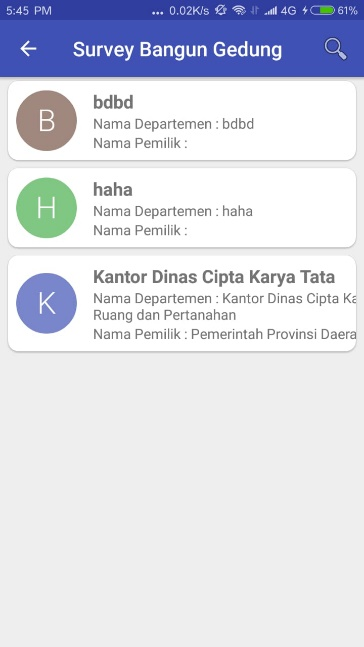 5:45 PM ... 0.02K/s 4G 61%
Survey Bangun Gedung
B
bdbd
Nama Departemen : bdbd
Nama Pemilik :
H
haha
Nama Departemen : haha
Nama Pemilik :
K
Kantor Dinas Cipta Karya Tata
Nama Departemen : Kantor Dinas Cipta Ka
Ruang dan Pertanahan
Nama Pemilik : Pemerintah Provinsi Daera